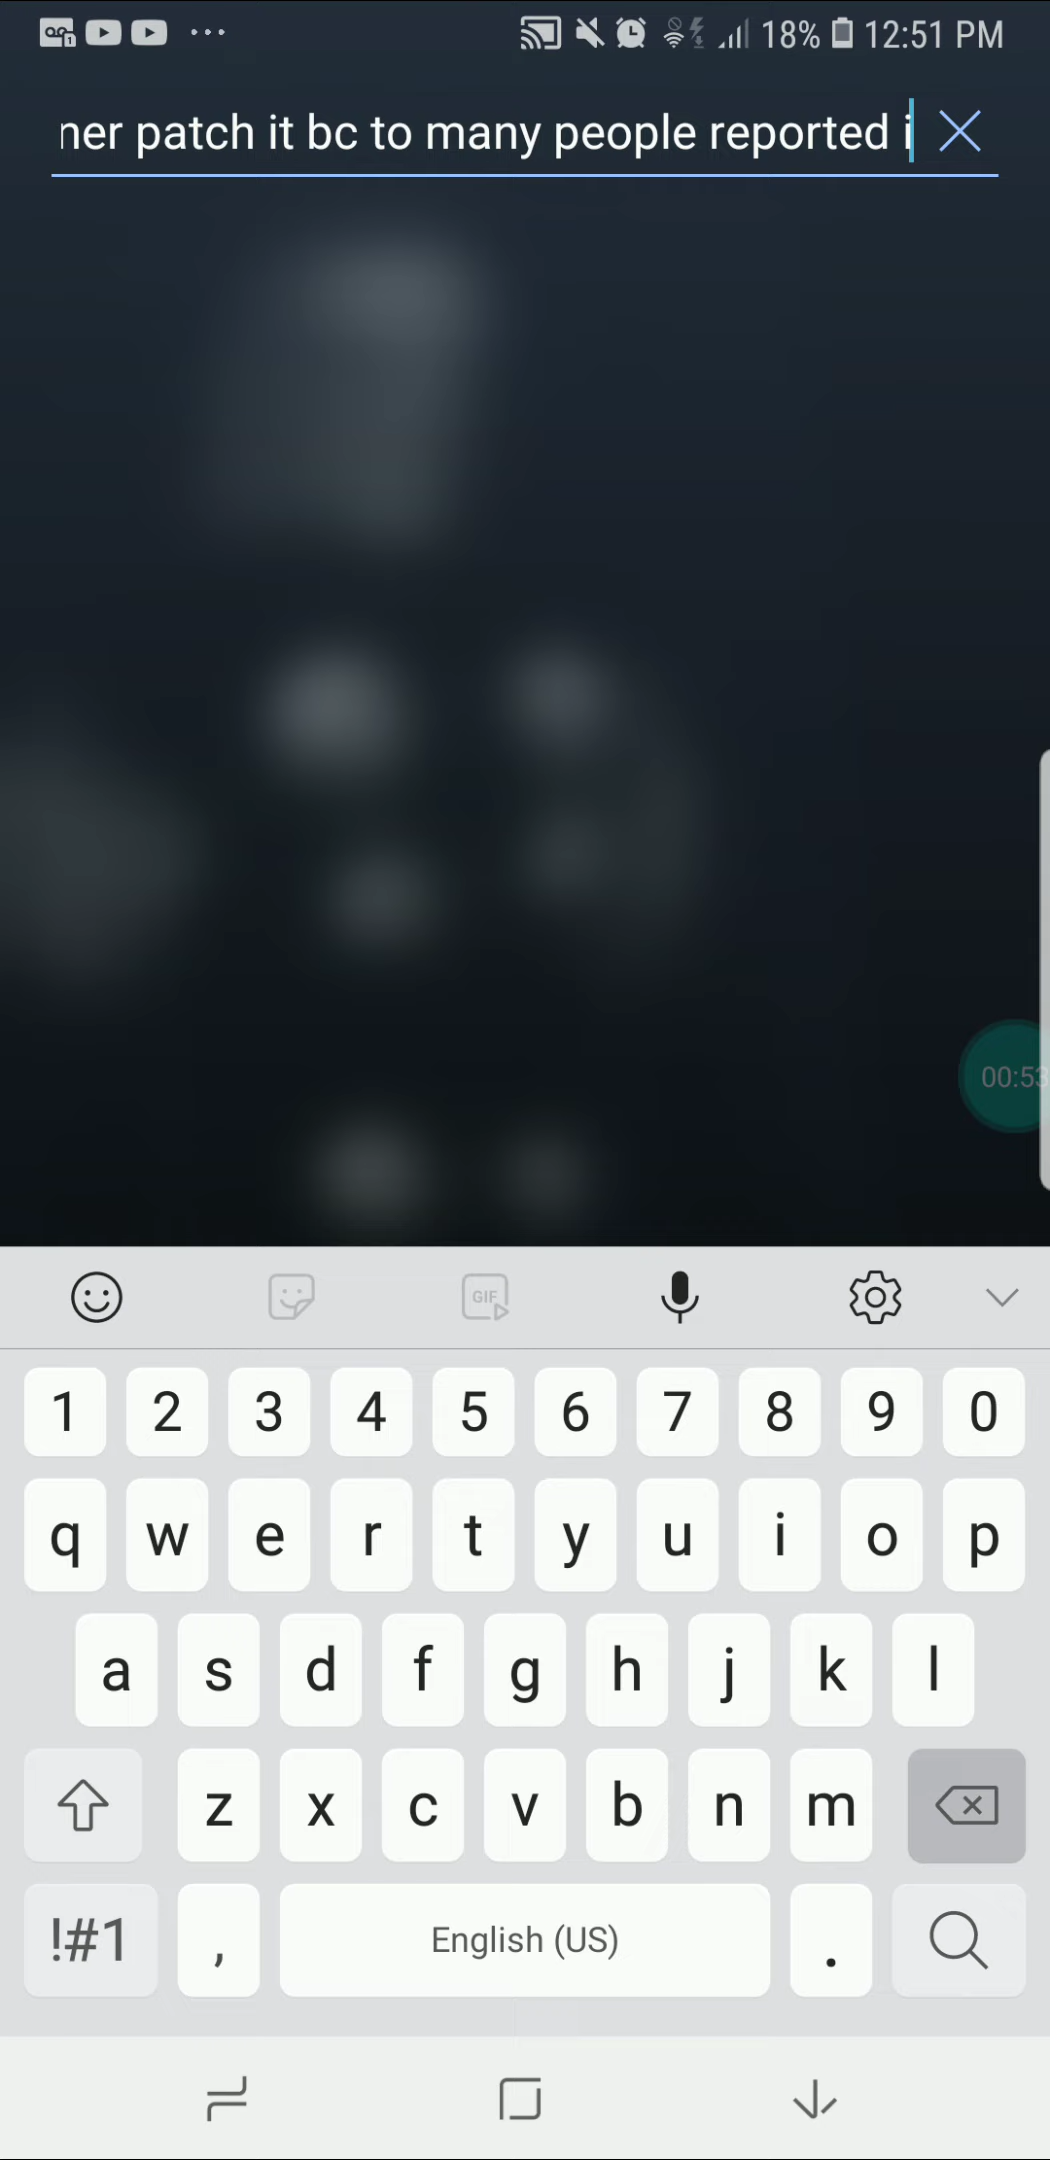 18% 12:51 PM
ner patch it bc to many people reported i
00:53
GIF
1 2 3 4 5 6 7 8 9 0
q w e r t y u i o p
a s d f g h j k l
z x c v b n m
!#1 , English (US) .